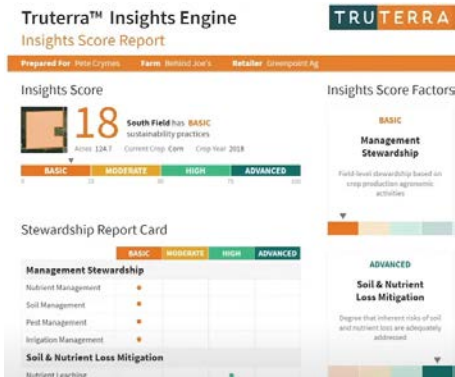 Truterra™ Insights Engine
TRUTERRA
Insights Score Report
Prepared For Pete Crymes Farm Behind Joe's Retailer Greenpoint Ag
Insights Score
18
South Field has BASIC
sustainability practices
Acres 124.7 Current Crop Corn Crop Year 2018
BASIC MODERATE HIGH ADVANCED
0 25 50 75 100
Insights Score Factors
BASIC
Management
Stewardship
Field-level stewardship based on
crop production agronomic
activities
Stewardship Report Card
BASIC MODERATE HIGH ADVANCED
Management Stewardship
Nutrient Management
Soil Management
Pest Management
Irrigation Management
Soil & Nutrient Loss Mitigation
Nutrient Leaching
ADVANCED
Soil & Nutrient
Loss Mitigation
Degree that inherent risks of soil
and nutrient loss are adequately
addressed